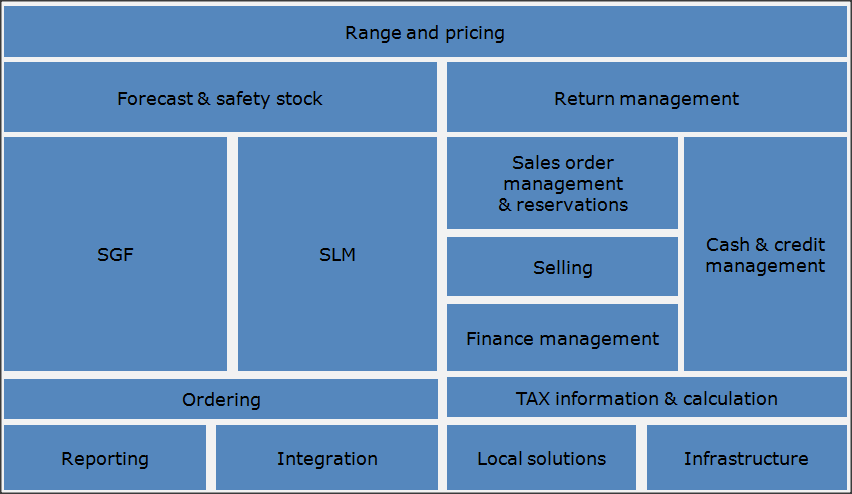 Range and pricing
Forecast & safety stock
Return management
SGF
SLM
Sales order
management
& reservations
Selling
Finance management
Cash & credit
management
Ordering
TAX information & calculation
Reporting
Integration
Local solutions
Infrastructure